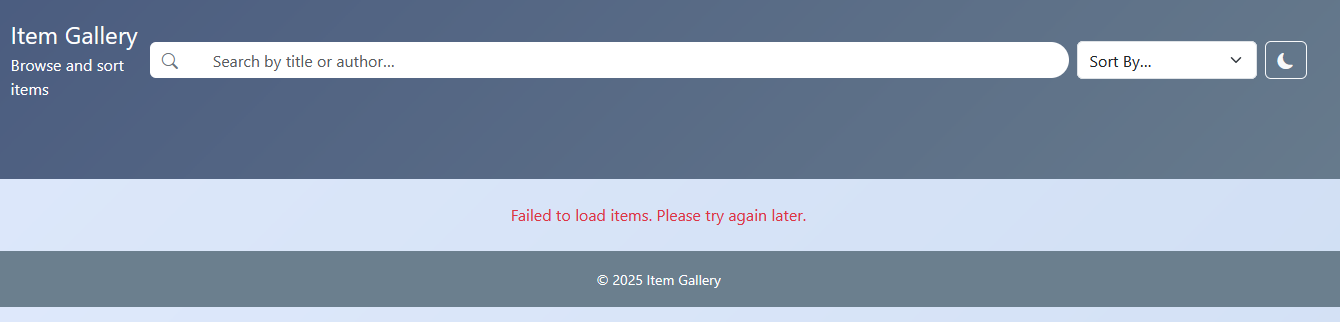 Item Gallery
Browse and sort
items
Search by title or author...
Sort By...
Failed to load items. Please try again later.
© 2025 Item Gallery